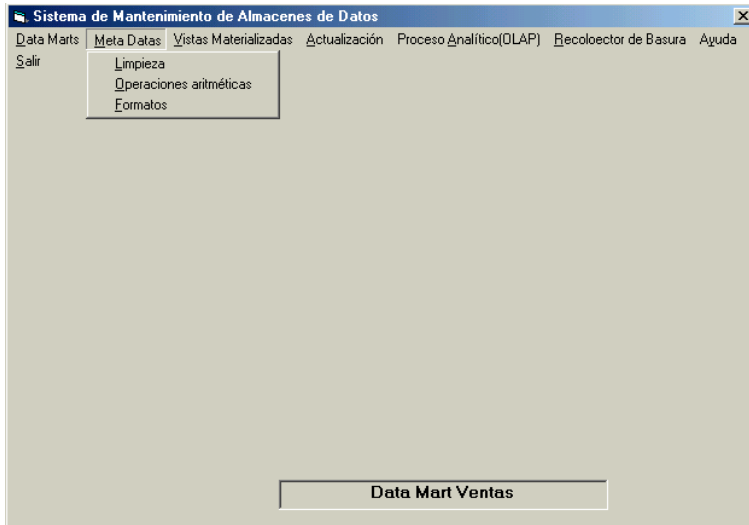 Sistema de Mantenimiento de Almacenes de Datos
Data Marts Meta Datas Vistas Materializadas Actualización Proceso Analítico(OLAP) Recoloector de Basura Ayuda
Salir
Limpieza
Operaciones aritméticas
Formatos
Data Mart Ventas